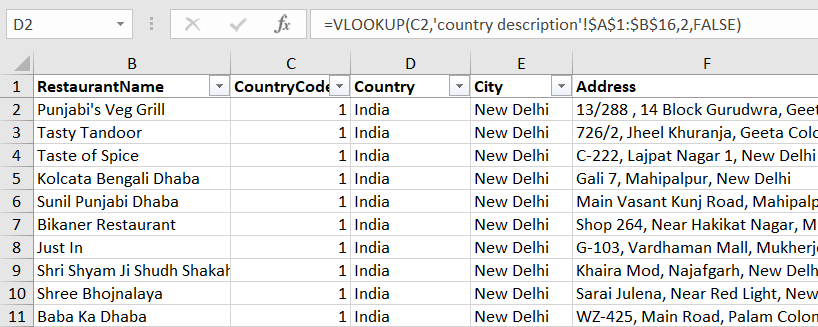 D2 fx =VLOOKUP(C2,'country description'!$A$1:$B$16,2,FALSE)
B C D E F
1 RestaurantName CountryCode Country City Address
2 Punjabi's Veg Grill 1 India New Delhi 13/288 , 14 Block Gurudwra, Geet
3 Tasty Tandoor 1 India New Delhi 726/2, Jheel Khuranja, Geeta Colo
4 Taste of Spice 1 India New Delhi C-222, Lajpat Nagar 1, New Delhi
5 Kolcata Bengali Dhaba 1 India New Delhi Gali 7, Mahipalpur, New Delhi
6 Sunil Punjabi Dhaba 1 India New Delhi Main Vasant Kunj Road, Mahipalp
7 Bikaner Restaurant 1 India New Delhi Shop 264, Near Hakikat Nagar, M
8 Just In 1 India New Delhi G-103, Vardhaman Mall, Mukherje
9 Shri Shyam Ji Shudh Shakah 1 India New Delhi Khaira Mod, Najafgarh, New Delh
10 Shree Bhojnalaya 1 India New Delhi Sarai Julena, Near Red Light, New
11 Baba Ka Dhaba 1 India New Delhi WZ-425, Main Road, Palam Colon